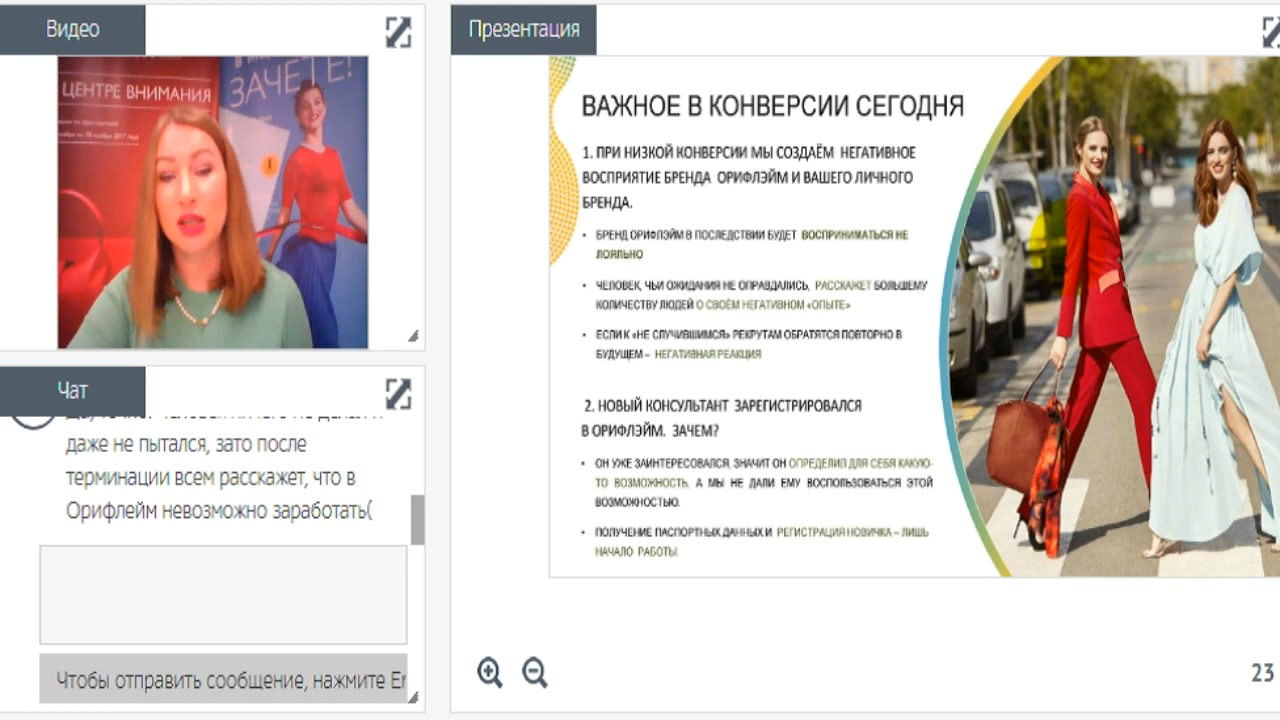 Видео
ЦЕНТРЕ ВНИМАНИЯ
ЗАЧЕТЕ!
Чат
даже не пытался, зато после
терминации всем расскажет, что в
Орифлейм невозможно заработать(
Чтобы отправить сообщение, нажмите En
Презентация
ВАЖНОЕ В КОНВЕРСИИ СЕГОДНЯ
1. ПРИ НИЗКОЙ КОНВЕРСИИ МЫ СОЗДАЁМ НЕГАТИВНОЕ
ВОСПРИЯТИЕ БРЕНДА ОРИФЛЭЙМ И ВАШЕГО ЛИЧНОГО
БРЕНДА.
• БРЕНД ОРИФЛЭЙМ В ПОСЛЕДСТВИИ БУДЕТ ВОСПРИНИМАТЬСЯ НЕ
ЛОЯЛЬНО
• ЧЕЛОВЕК, ЧЬИ ОЖИДАНИЯ НЕ ОПРАВДАЛИСЬ, РАССКАЖЕТ БОЛЬШЕМУ
КОЛИЧЕСТВУ ЛЮДЕЙ О СВОЁМ НЕГАТИВНОМ «ОПЫТЕ»
• ЕСЛИ К «НЕ СЛУЧИВШИМСЯ» РЕКРУТАМ ОБРАТЯТСЯ ПОВТОРНО В
БУДУЩЕМ – НЕГАТИВНАЯ РЕАКЦИЯ
2. НОВЫЙ КОНСУЛЬТАНТ ЗАРЕГИСТРИРОВАЛСЯ
В ОРИФЛЭЙМ. ЗАЧЕМ?
• ОН УЖЕ ЗАИНТЕРЕСОВАЛСЯ, ЗНАЧИТ ОН ОПРЕДЕЛИЛ ДЛЯ СЕБЯ КАКУЮ-
ТО ВОЗМОЖНОСТЬ, А МЫ НЕ ДАЛИ ЕМУ ВОСПОЛЬЗОВАТЬСЯ ЭТОЙ
ВОЗМОЖНОСТЬЮ.
• ПОЛУЧЕНИЕ ПАСПОРТНЫХ ДАННЫХ И РЕГИСТРАЦИЯ НОВИЧКА – ЛИШЬ
НАЧАЛО РАБОТЫ.
23